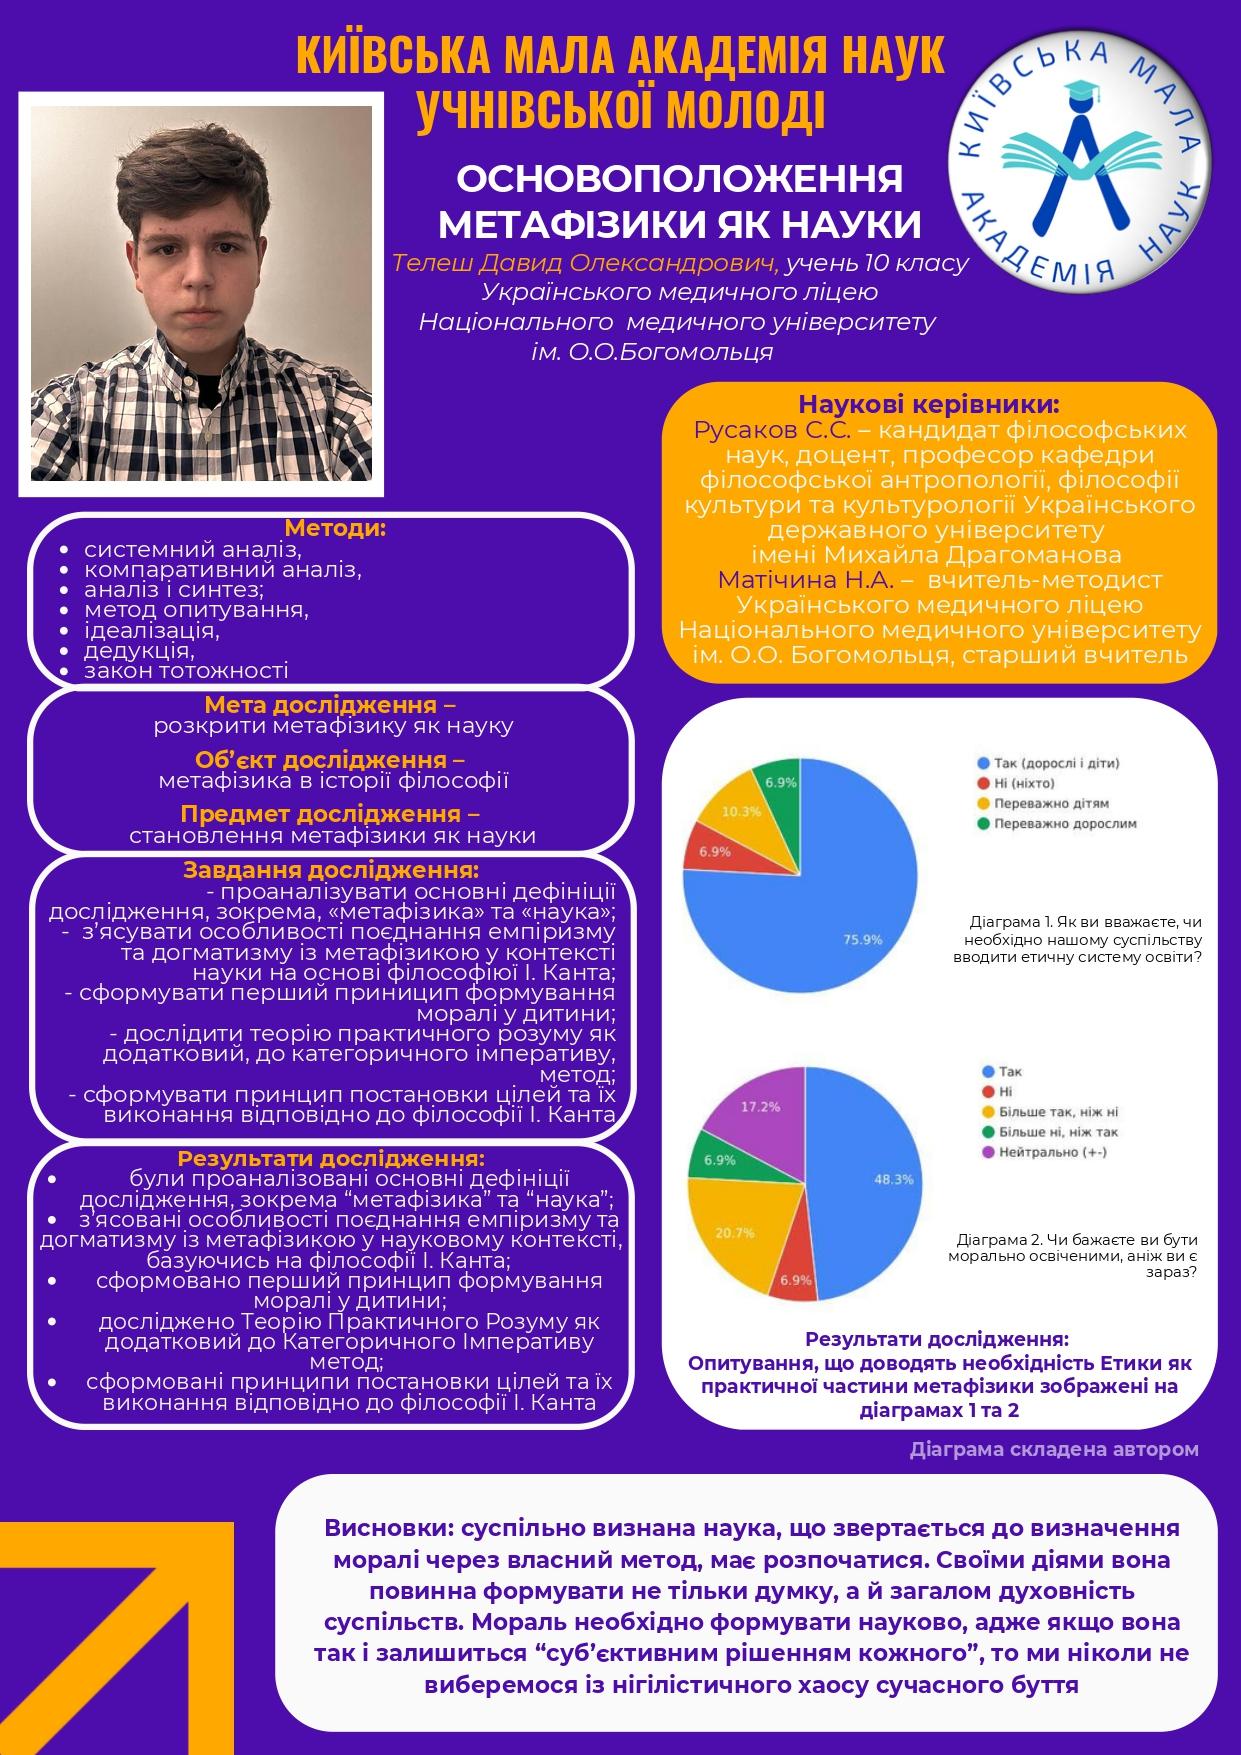 КИЇВСЬКА МАЛА АКАДЕМІЯ НАУК
УЧНІВСЬКОЇ МОЛОДІ
КИЇВСЬКА МАЛА
АКАДЕМІЯ НАУК
ОСНОВОПОЛОЖЕННЯ
МЕТАФІЗИКИ ЯК НАУКИ
Телеш Давид Олександрович, учень 10 класу
Українського медичного ліцею
Національного медичного університету
ім. О.О.Богомольця
Наукові керівники:
Русаков С.С. – кандидат філософських
наук, доцент, професор кафедри
філософської антропології, філософії
культури та культурології Українського
державного університету
імені Михайла Драгоманова
Матічина Н.А. – вчитель-методист
Українського медичного ліцею
Національного медичного університету
ім. О.О. Богомольця, старший вчитель
Методи:
• системний аналіз,
• компаративний аналіз,
• аналіз і синтез;
• метод опитування,
• ідеалізація,
• дедукція,
• закон тотожності
Мета дослідження –
розкрити метафізику як науку
Об’єкт дослідження –
метафізика в історії філософії
Предмет дослідження –
становлення метафізики як науки
Завдання дослідження:
- проаналізувати основні дефініції
дослідження, зокрема, «метафізика» та «наука»;
- з’ясувати особливості поєднання емпіризму
та догматизму із метафізикою у контексті
науки на основі філософіюї І. Канта;
- сформувати перший приницип формування
моралі у дитини;
- дослідити теорію практичного розуму як
додатковий, до категоричного імперативу,
метод;
- сформувати принцип постановки цілей та їх
виконання відповідно до філософії І. Канта
Результати дослідження:
• були проаналізовані основні дефініції
дослідження, зокрема “метафізика” та “наука”;
• з’ясовані особливості поєднання емпіризму та
догматизму із метафізикою у науковому контексті,
базуючись на філософії І. Канта;
• сформовано перший принцип формування
моралі у дитини;
• досліджено Теорію Практичного Розуму як
додатковий до Категоричного Імперативу
метод;
• сформовані принципи постановки цілей та їх
виконання відповідно до філософії І. Канта
6.9%
10.3%
6.9%
75.9%
Так (дорослі і діти)
Ні (ніхто)
Переважно дітям
Переважно дорослим
Діаграма 1. Як ви вважаєте, чи
необхідно нашому суспільству
вводити етичну систему освіти?
17.2%
6.9%
48.3%
20.7%
6.9%
Так
Ні
Більше так, ніж ні
Більше ні, ніж так
Нейтрально (+-)
Діаграма 2. Чи бажаєте ви бути
морально освіченими, аніж ви є
зараз?
Результати дослідження:
Опитування, що доводять необхідність Етики як
практичної частини метафізики зображені на
діаграмах 1 та 2
Діаграма складена автором
Висновки: суспільно визнана наука, що звертається до визначення
моралі через власний метод, має розпочатися. Своїми діями вона
повинна формувати не тільки думку, а й загалом духовність
суспільств. Мораль необхідно формувати науково, адже якщо вона
так і залишиться “суб’єктивним рішенням кожного”, то ми ніколи не
виберемося із нігілістичного хаосу сучасного буття